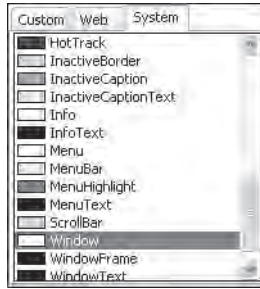 Custom Web System
HotTrack
InactiveBorder
InactiveCaption
InactiveCaptionText
Info
InfoText
Menu
MenuBar
MenuHighlight
MenuText
ScrollBar
Window
WindowFrame
WindowText